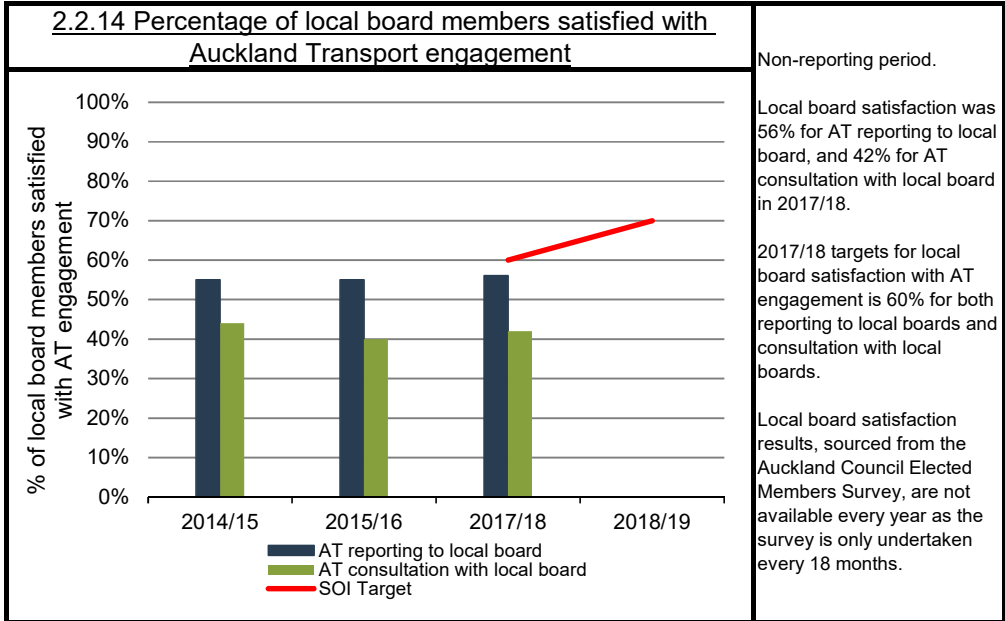 2.2.14 Percentage of local board members satisfied with
Auckland Transport engagement
% of local board members satisfied
with AT engagement
100%
90%
80%
70%
60%
50%
40%
30%
20%
10%
0%
2014/15
2015/16
2017/18
2018/19
AT reporting to local board
AT consultation with local board
SOI Target
Non-reporting period.
Local board satisfaction was
56% for AT reporting to local
board, and 42% for AT
consultation with local board
in 2017/18.
2017/18 targets for local
board satisfaction with AT
engagement is 60% for both
reporting to local boards and
consultation with local
boards.
Local board satisfaction
results, sourced from the
Auckland Council Elected
Members Survey, are not
available every year as the
survey is only undertaken
every 18 months.